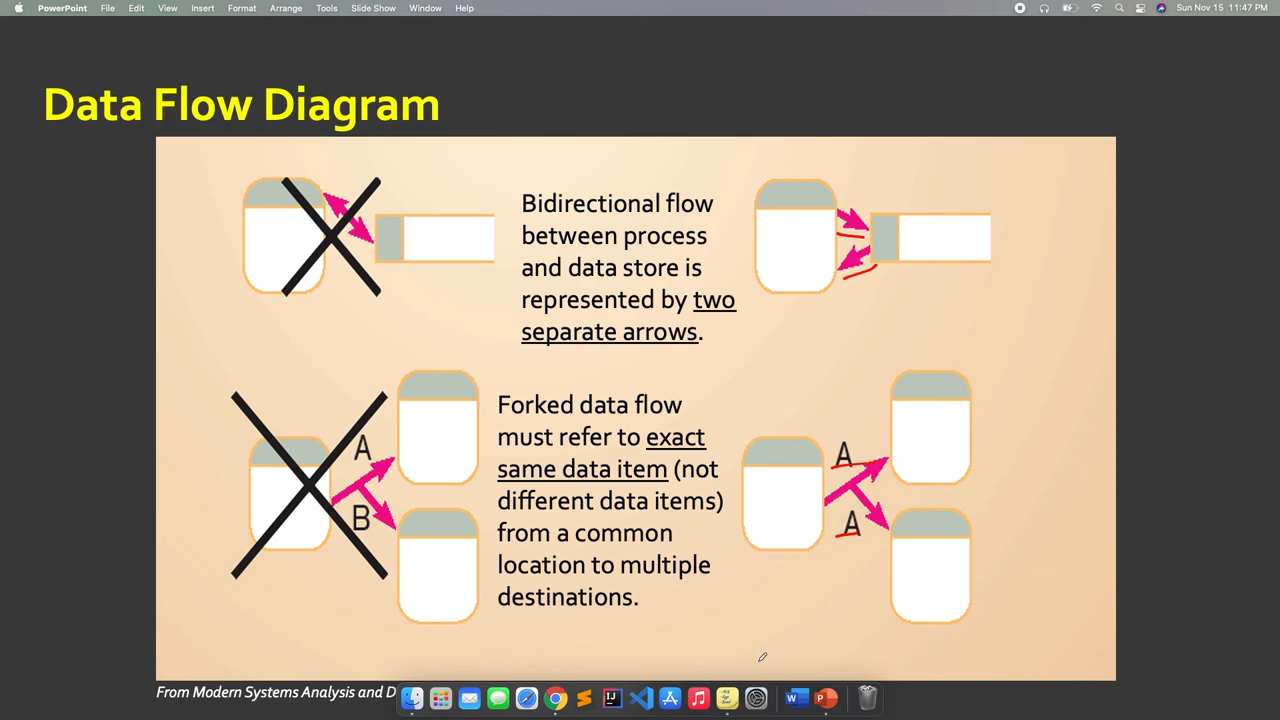 PowerPoint File Edit View Insert Format Arrange Tools Slide Show Window Help Sun Nov 15 11:47 PM
Data Flow Diagram
Bidirectional flow
between process
and data store is
represented by two
separate arrows.
Forked data flow
must refer to exact
same data item (not
different data items)
from a common
location to multiple
destinations.
A
B
A
A
From Modern Systems Analysis and D